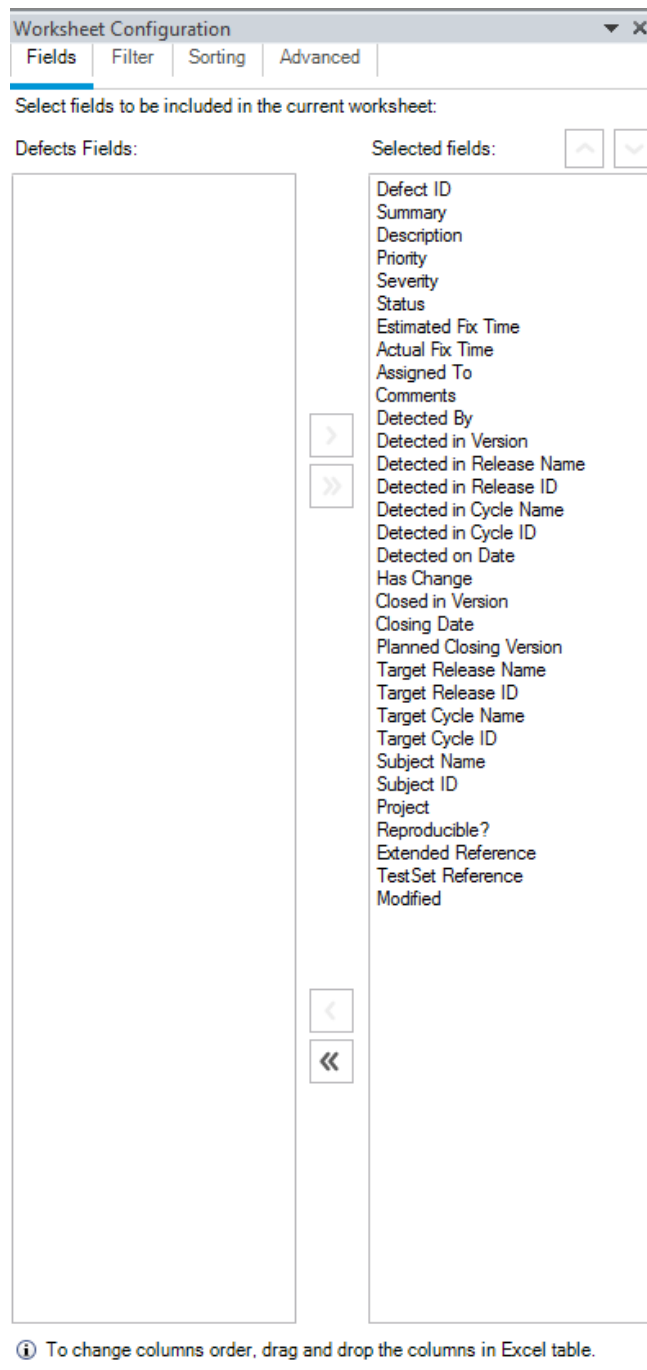 Worksheet Configuration
Fields Filter Sorting Advanced
Select fields to be included in the current worksheet:
Defects Fields: Selected fields:
Defect ID
Summary
Description
Priority
Severity
Status
Estimated Fix Time
Actual Fix Time
Assigned To
Comments
Detected By
Detected in Version
Detected in Release Name
Detected in Release ID
Detected in Cycle Name
Detected in Cycle ID
Detected on Date
Has Change
Closed in Version
Closing Date
Planned Closing Version
Target Release Name
Target Release ID
Target Cycle Name
Target Cycle ID
Subject Name
Subject ID
Project
Reproducible?
Extended Reference
TestSet Reference
Modified
To change columns order, drag and drop the columns in Excel table.